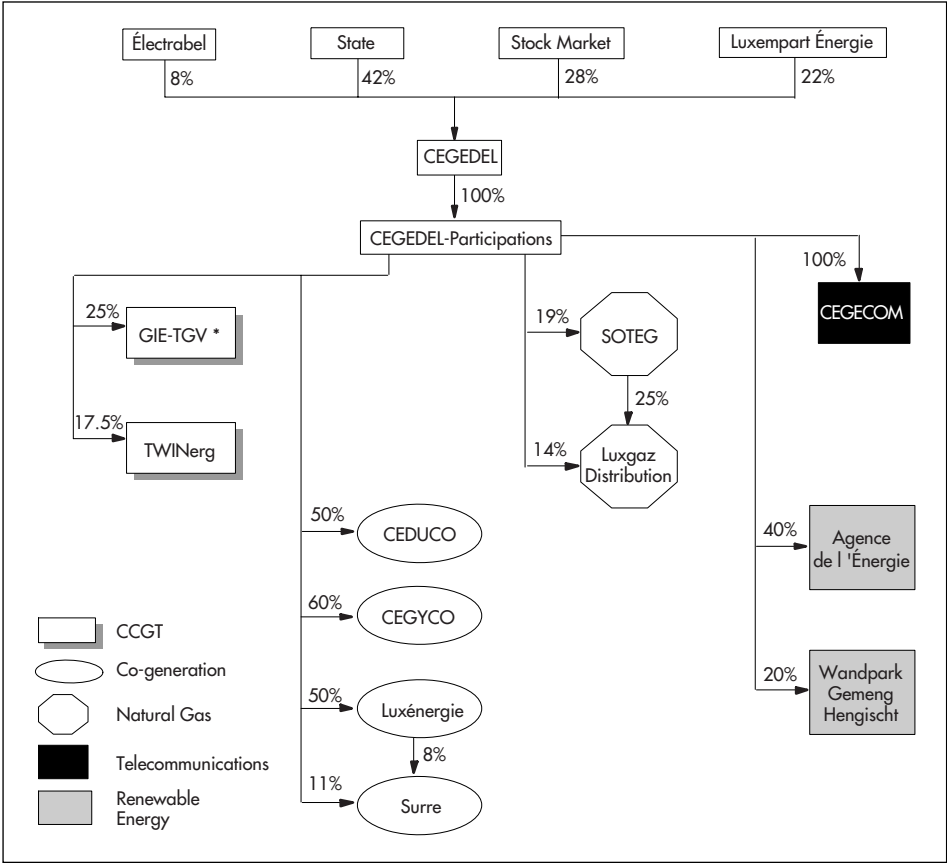 Électrabel
State
Stock Market
Luxempart Énergie
8%
42%
28%
22%
CEGEDEL
100%
CEGEDEL-Participations
100%
CEGECOM
25%
GIE-TGV *
17.5%
TWINerg
19%
SOTEG
25%
14%
Luxgaz
Distribution
50%
CEDUCO
60%
CEGYCO
50%
Luxénergie
8%
11%
Surre
40%
Agence
de l 'Énergie
20%
Wandpark
Gemeng
Hengischt
CCGT
Co-generation
Natural Gas
Telecommunications
Renewable
Energy